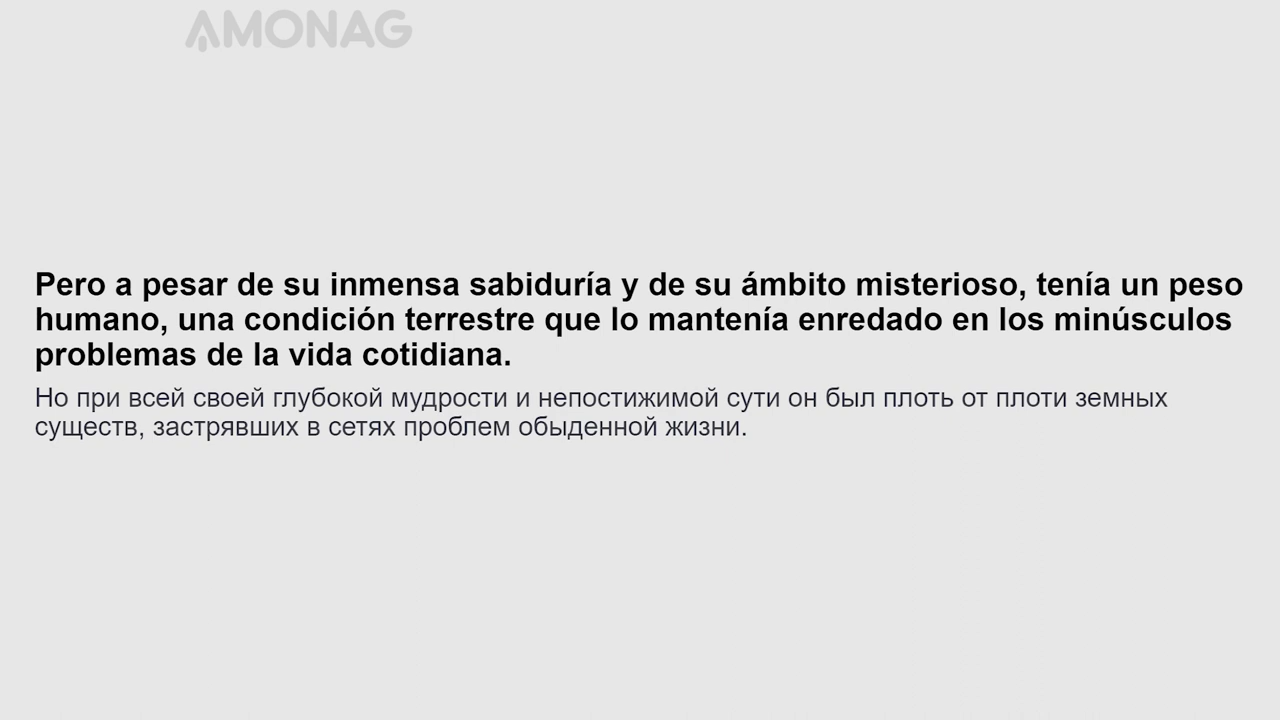 AMONAG
Pero a pesar de su inmensa sabiduría y de su ámbito misterioso, tenía un peso
humano, una condición terrestre que lo mantenía enredado en los minúsculos
problemas de la vida cotidiana.
Но при всей своей глубокой мудрости и непостижимой сути он был плоть от плоти земных
существ, застрявших в сетях проблем обыденной жизни.